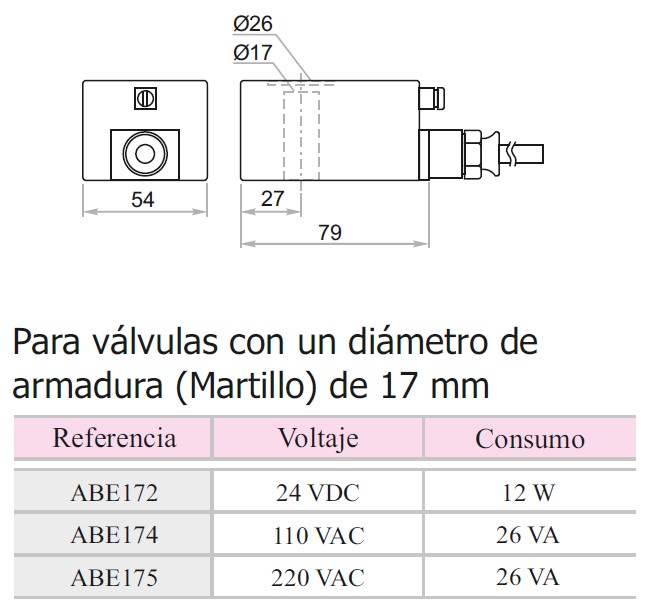 Ø26
Ø17
54
27
79
Para válvulas con un diámetro de
armadura (Martillo) de 17 mm
Referencia Voltaje Consumo
ABE172 24 VDC 12 W
ABE174 110 VAC 26 VA
ABE175 220 VAC 26 VA